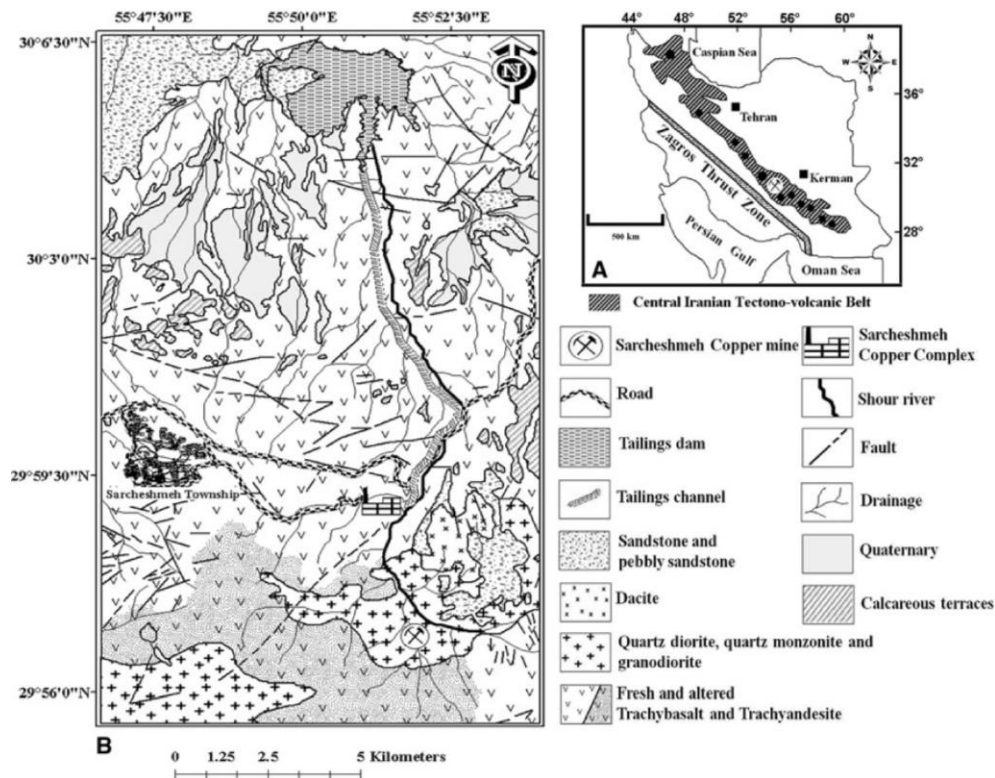 55°47'30"E 55°50'0"E 55°52'30"E
30°6'30"N
30°3'0"N
29°59'30"N
29°56'0"N
N
Sarcheshmeh Township
B
0 1.25 2.5 5 Kilometers
44° 48° 52° 56° 60°
36°
32°
28°
Caspian Sea
N
W E
S
Tehran
Zagros Thrust Zone
Kerman
500 km
Persian Gulf
A
Oman Sea
Central Iranian Tectono-volcanic Belt
Sarcheshmeh Copper mine
Sarcheshmeh
Copper Complex
Road
Shour river
Tailings dam
Fault
Tailings channel
Drainage
Sandstone and
pebbly sandstone
Quaternary
Dacite
Calcareous terraces
Quartz diorite, quartz monzonite and
granodiorite
Fresh and altered
Trachybasalt and Trachyandesite